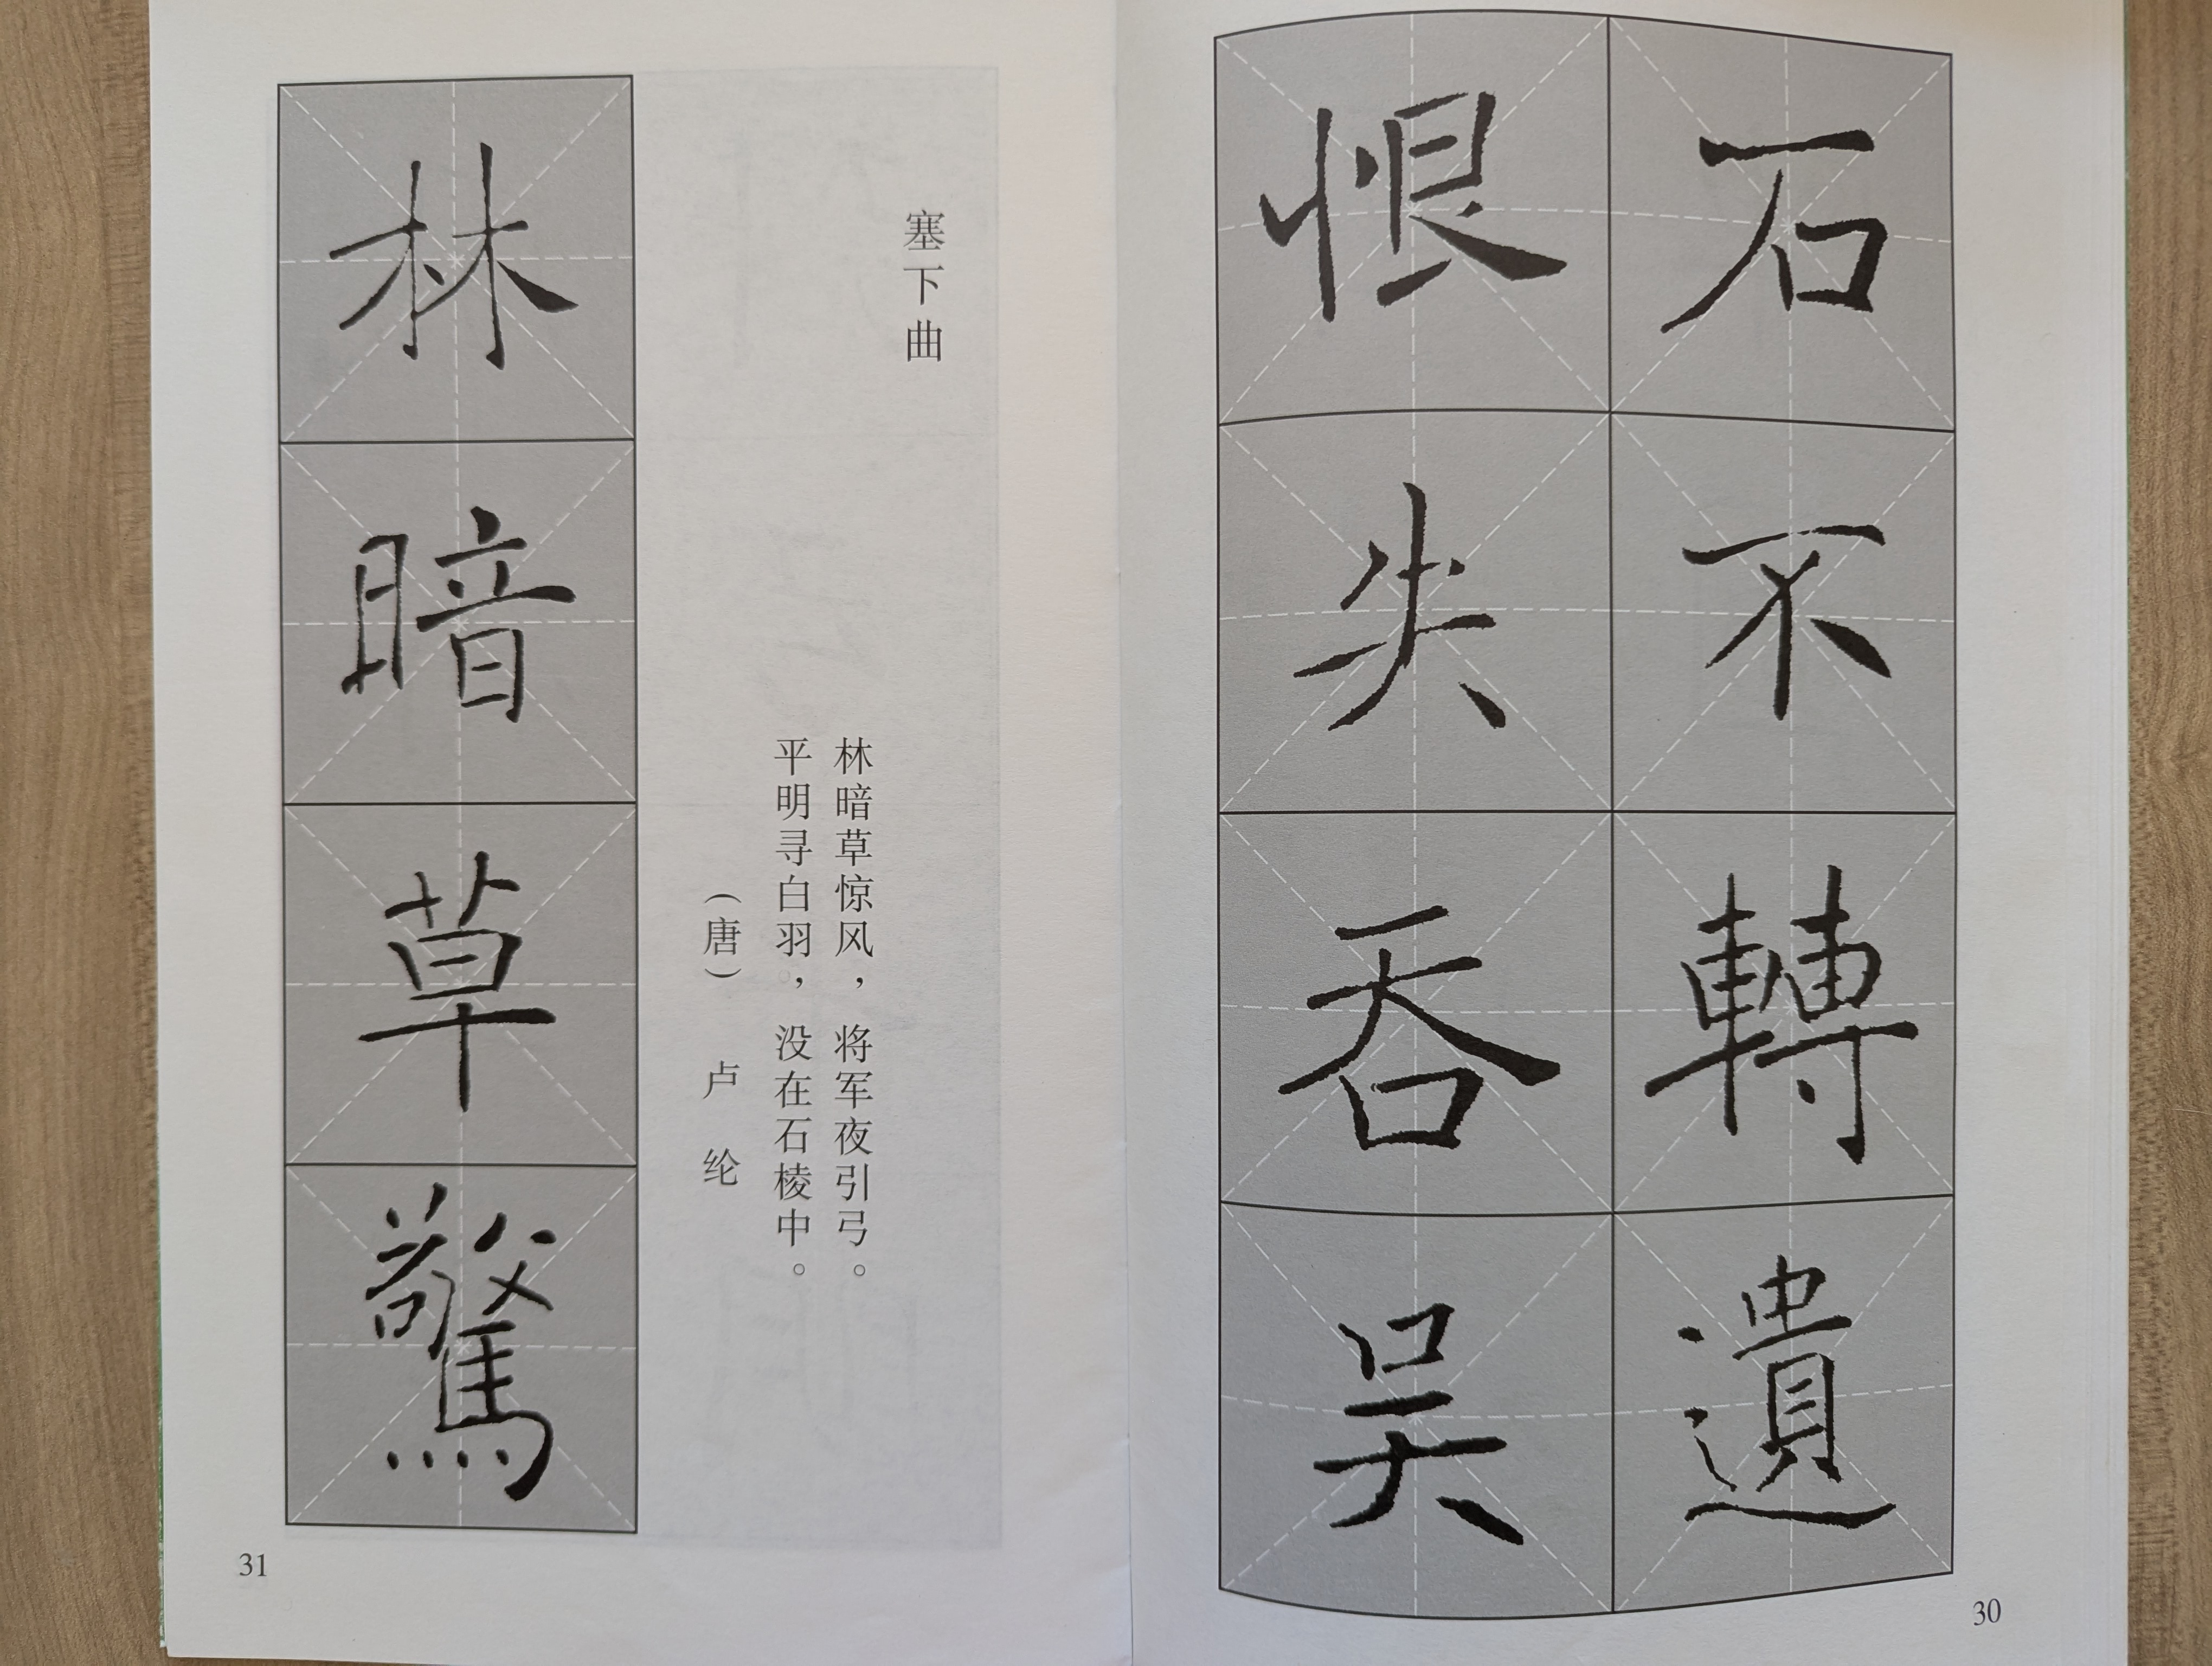 石不轉遺
恨失吞吳
30
塞下曲
林暗草惊风，将军夜引弓。
平明寻白羽，没在石棱中。
（唐） 卢纶
林暗草驚
31